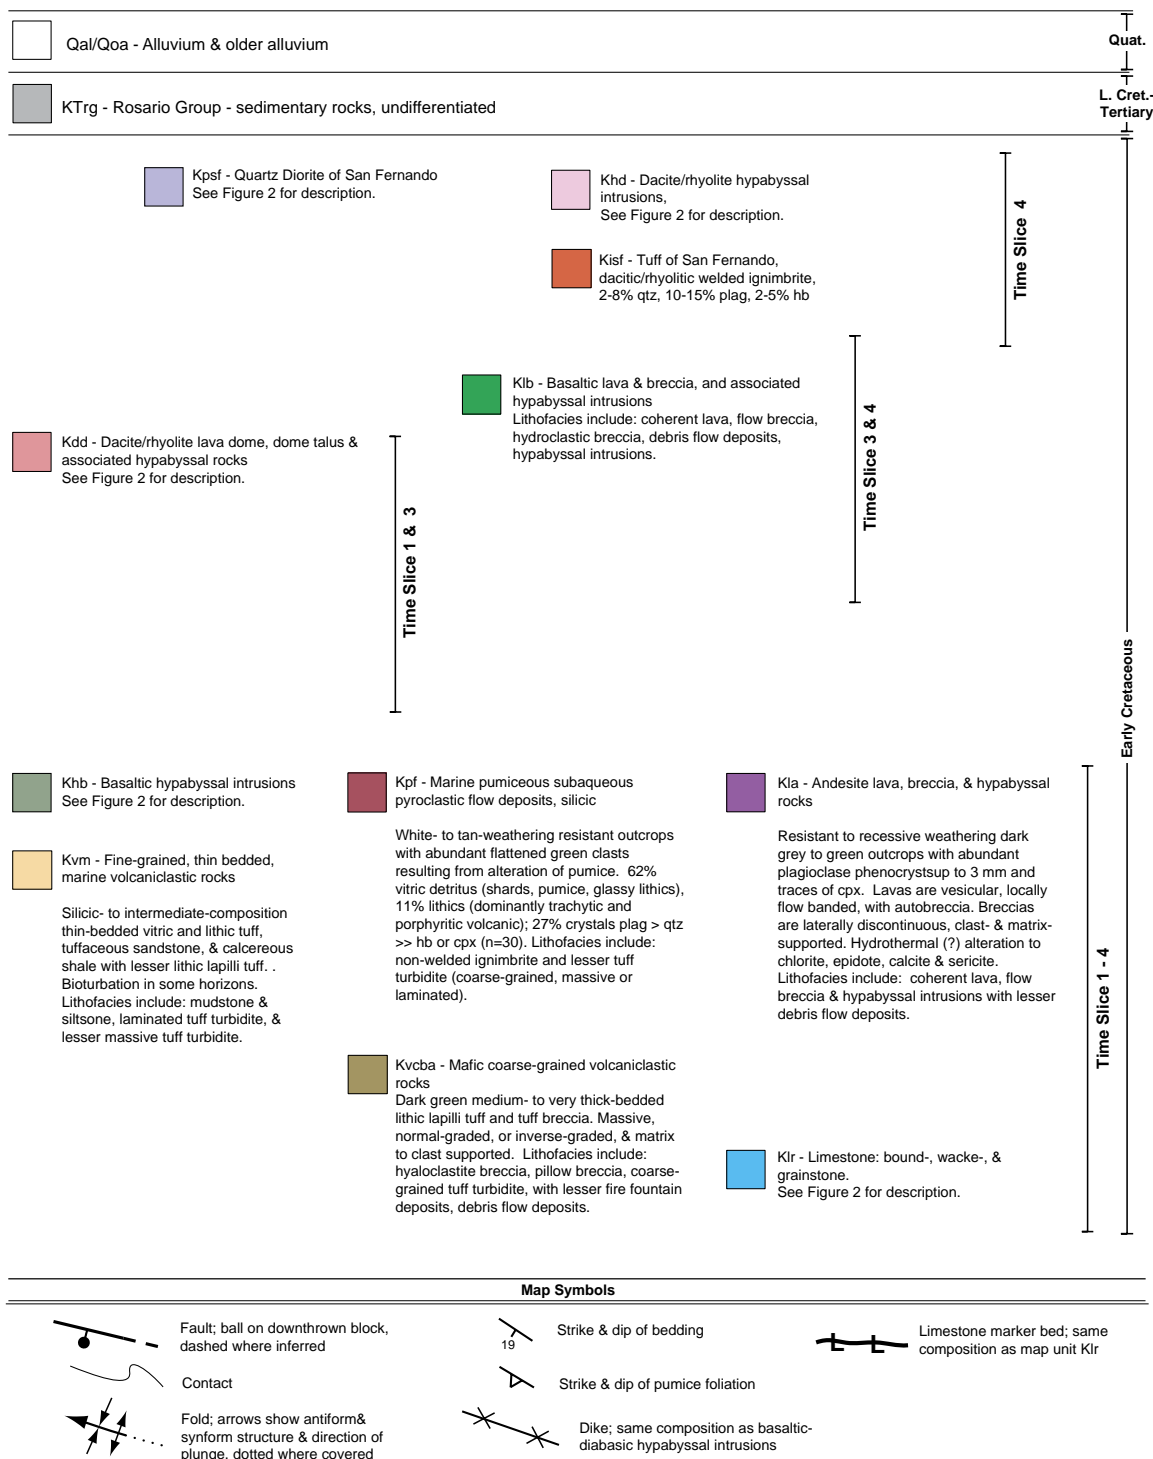 Qal/Qoa - Alluvium & older alluvium
Quat.
KTrg - Rosario Group - sedimentary rocks, undifferentiated
L. Cret.-
Tertiary
Kpsf - Quartz Diorite of San Fernando
See Figure 2 for description.
Khd - Dacite/rhyolite hypabyssal
intrusions,
See Figure 2 for description.
Kisf - Tuff of San Fernando,
dacitic/rhyolitic welded ignimbrite,
2-8% qtz, 10-15% plag, 2-5% hb
Time Slice 4
Klb - Basaltic lava & breccia, and associated
hypabyssal intrusions
Lithofacies include: coherent lava, flow breccia,
hydroclastic breccia, debris flow deposits,
hypabyssal intrusions.
Time Slice 3 & 4
Kdd - Dacite/rhyolite lava dome, dome talus &
associated hypabyssal rocks
See Figure 2 for description.
Time Slice 1 & 3
Early Cretaceous
Khb - Basaltic hypabyssal intrusions
See Figure 2 for description.
Kvm - Fine-grained, thin bedded,
marine volcaniclastic rocks
Silicic- to intermediate-composition
thin-bedded vitric and lithic tuff,
tuffaceous sandstone, & calcereous
shale with lesser lithic lapilli tuff. .
Bioturbation in some horizons.
Lithofacies include: mudstone &
siltsone, laminated tuff turbidite, &
lesser massive tuff turbidite.
Kpf - Marine pumiceous subaqueous
pyroclastic flow deposits, silicic
White- to tan-weathering resistant outcrops
with abundant flattened green clasts
resulting from alteration of pumice. 62%
vitric detritus (shards, pumice, glassy lithics),
11% lithics (dominantly trachytic and
porphyritic volcanic); 27% crystals plag > qtz
>> hb or cpx (n=30). Lithofacies include:
non-welded ignimbrite and lesser tuff
turbidite (coarse-grained, massive or
laminated).
Kvcba - Mafic coarse-grained volcaniclastic
rocks
Dark green medium- to very thick-bedded
lithic lapilli tuff and tuff breccia. Massive,
normal-graded, or inverse-graded, & matrix
to clast supported. Lithofacies include:
hyaloclastite breccia, pillow breccia, coarse-
grained tuff turbidite, with lesser fire fountain
deposits, debris flow deposits.
Kla - Andesite lava, breccia, & hypabyssal
rocks
Resistant to recessive weathering dark
grey to green outcrops with abundant
plagioclase phenocrystsup to 3 mm and
traces of cpx. Lavas are vesicular, locally
flow banded, with autobreccia. Breccias
are laterally discontinuous, clast- & matrix-
supported. Hydrothermal (?) alteration to
chlorite, epidote, calcite & sericite.
Lithofacies include: coherent lava, flow
breccia & hypabyssal intrusions with lesser
debris flow deposits.
Klr - Limestone: bound-, wacke-, &
grainstone.
See Figure 2 for description.
Time Slice 1 - 4
Map Symbols
Fault; ball on downthrown block,
dashed where inferred
Contact
Fold; arrows show antiform&
synform structure & direction of
plunge, dotted where covered
19
Strike & dip of bedding
Strike & dip of pumice foliation
Dike; same composition as basaltic-
diabasic hypabyssal intrusions
L L
Limestone marker bed; same
composition as map unit Klr